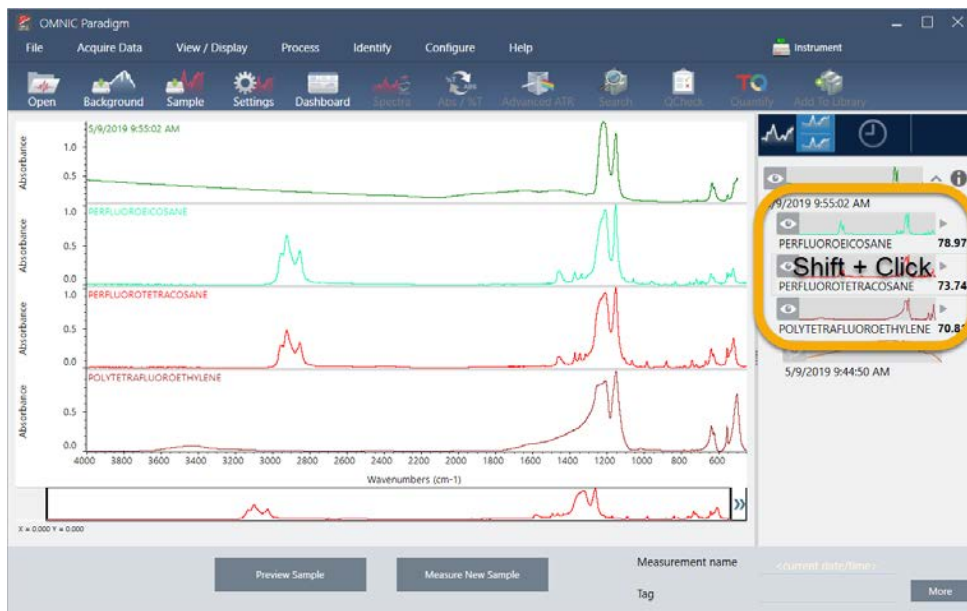 OMNIC Paradigm
File Acquire Data View / Display Process Identify Configure Help Instrument
Open Background Sample Settings Dashboard Spectra Abs / %T Advanced ATR Search QCheck Quantify Add To Library
TQ
5/9/2019 9:55:02 AM
Absorbance
1.0
0.5
PERFLUOROEICOSANE
Absorbance
1.0
0.5
0.0
PERFLUOROTETRACOSANE
Absorbance
1.0
0.5
0.0
POLYTETRAFLUOROETHYLENE
Absorbance
0.5
0.0
4000 3800 3600 3400 3200 3000 2800 2600 2400 2200 2000 1800 1600 1400 1200 1000 800 600
Wavenumbers (cm-1)
X = 0.000 Y = 0.000
5/9/2019 9:55:02 AM
PERFLUOROEICOSANE 78.97
Shift + Click
PERFLUOROTETRACOSANE 73.74
POLYTETRAFLUOROETHYLENE
5/9/2019 9:44:50 AM
Preview Sample
Measure New Sample
Measurement name <current date/time>
Tag
More